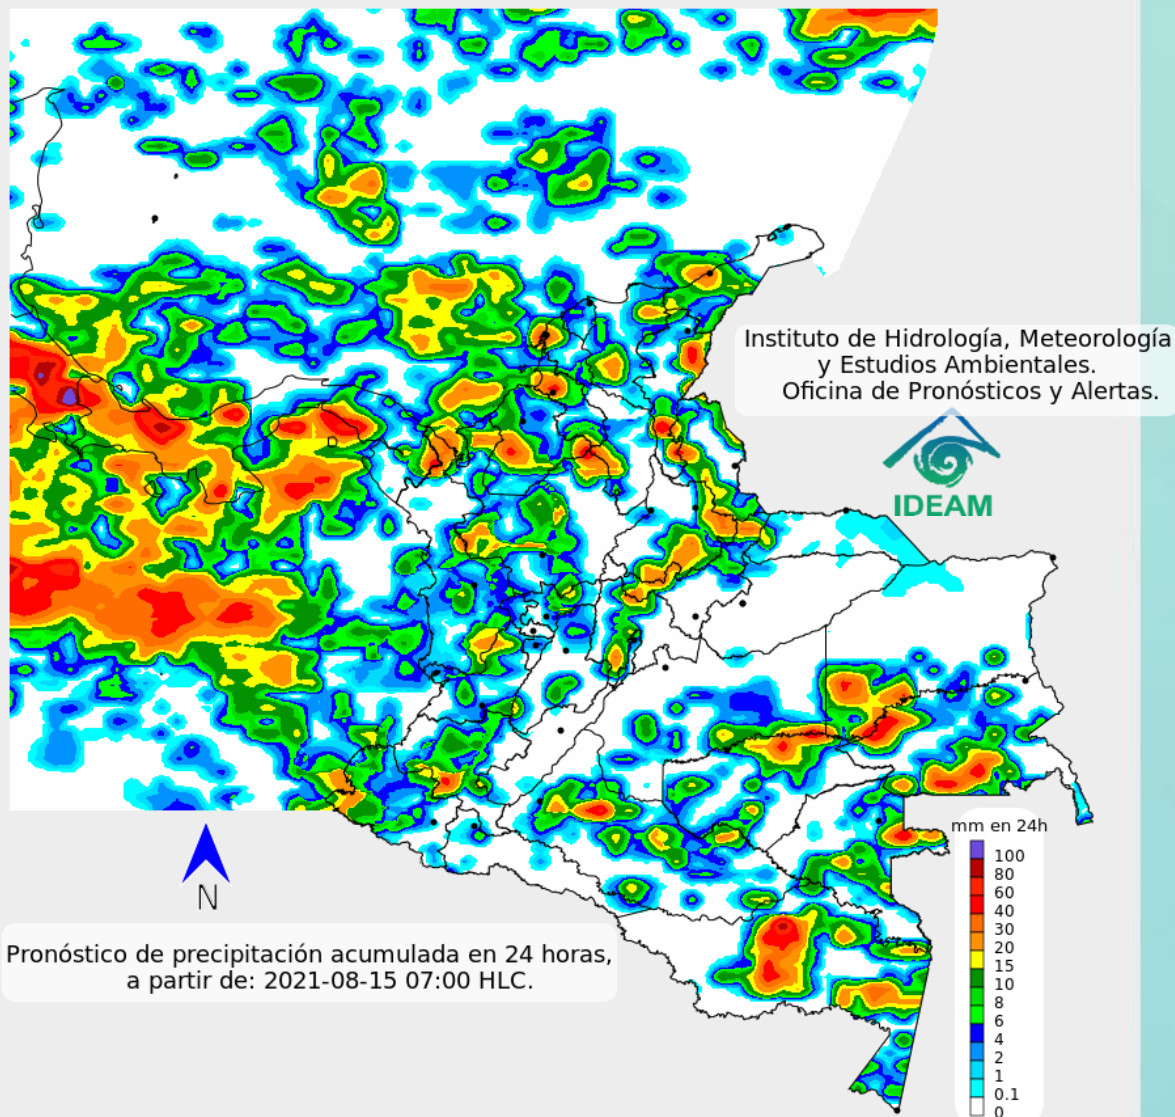 Instituto de Hidrología, Meteorología
y Estudios Ambientales.
Oficina de Pronósticos y Alertas.
IDEAM
mm en 24h
100
80
60
40
30
20
15
10
8
6
4
2
1
0.1
0
N
Pronóstico de precipitación acumulada en 24 horas,
a partir de: 2021-08-15 07:00 HLC.